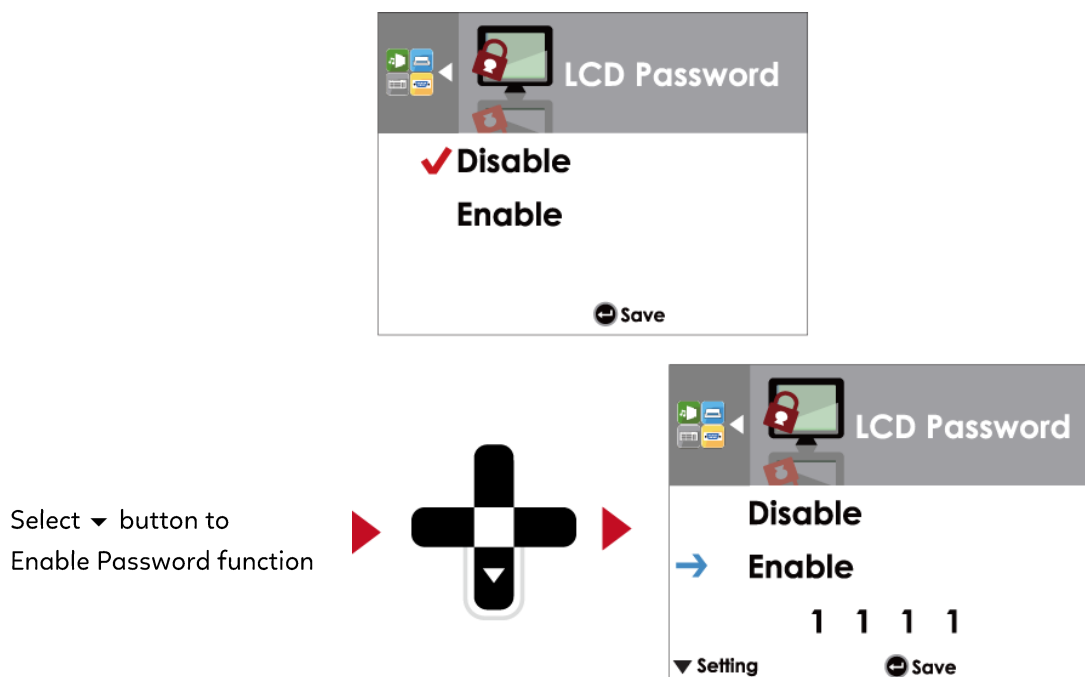 LCD Password
Disable
Enable
Save
Select ▼ button to
Enable Password function
LCD Password
Disable
Enable
1 1 1 1
▼ Setting
Save